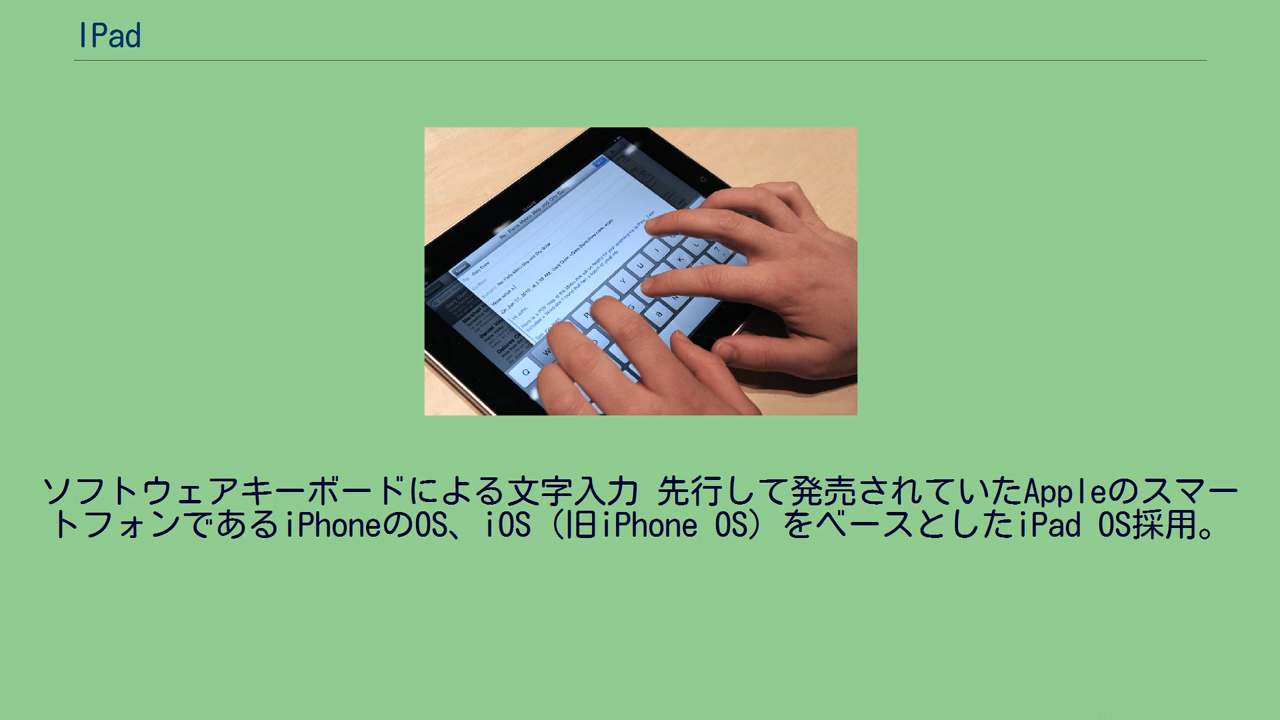 IPad
Q
W
R
Y
U
I
G
B
K
L
ソフトウェアキーボードによる文字入力 先行して発売されていたAppleのスマー
トフォンであるiPhoneのOS、iOS（旧iPhone OS）をベースとしたiPad OS採用。